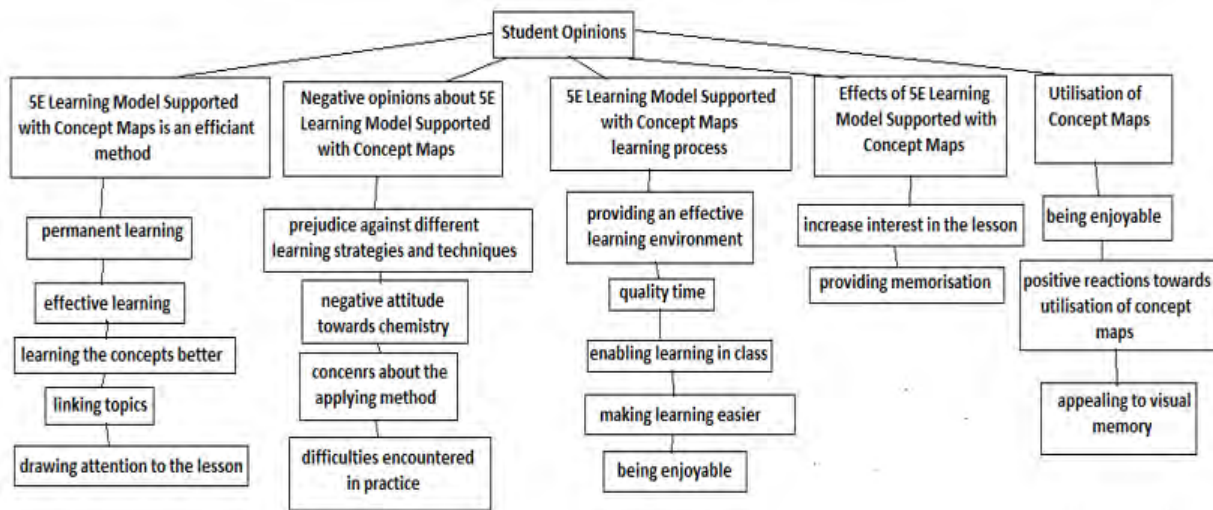 Student Opinions
5E Learning Model Supported
with Concept Maps is an efficiant
method
permanent learning
effective learning
learning the concepts better
linking topics
drawing attention to the lesson
Negative opinions about 5E
Learning Model Supported
with Concept Maps
prejudice against different
learning strategies and techniques
negative attitude
towards chemistry
concenrs about the
applying method
difficulties encountered
in practice
5E Learning Model Supported
with Concept Maps
learning process
providing an effective
learning environment
quality time
enabling learning in class
making learning easier
being enjoyable
Effects of 5E Learning
Model Supported with
Concept Maps
increase interest in the lesson
providing memorisation
Utilisation of
Concept Maps
being enjoyable
positive reactions towards
utilisation of concept
maps
appealing to visual
memory